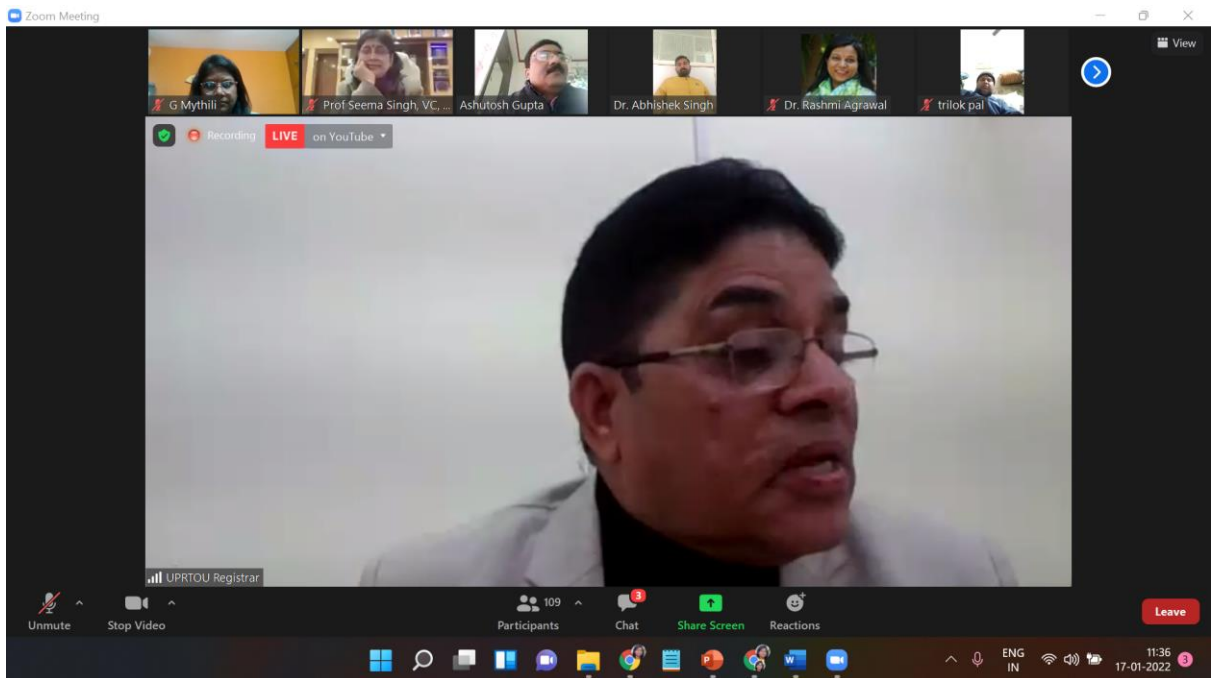 Zoom Meeting
View
G Mythili
Prof Seema Singh, VC, ...
Ashutosh Gupta
Dr. Abhishek Singh
Dr. Rashmi Agrawal
trilok pal
Recording LIVE on YouTube
UPRTOU Registrar
109
3
Unmute
Stop Video
Participants
Chat
Share Screen
Reactions
Leave
ENG
IN
11:36
17-01-2022
3